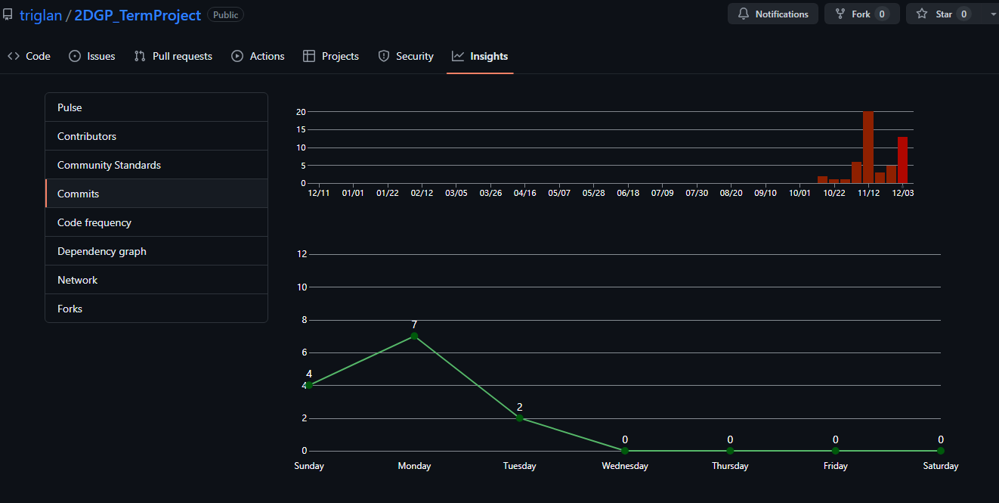 triglan / 2DGP_TermProject Public Notifications Fork 0 Star 0
Code Issues Pull requests Actions Projects Security Insights
Pulse
Contributors
Community Standards
Commits
Code frequency
Dependency graph
Network
Forks
20
15
10
5
0
12/11 01/01 01/22 02/12 03/05 03/26 04/16 05/07 05/28 06/18 07/09 07/30 08/20 09/10 10/01 10/22 11/12 12/03
12
10
8
7
6
4
4
2
2
0 0 0 0
0
Sunday Monday Tuesday Wednesday Thursday Friday Saturday